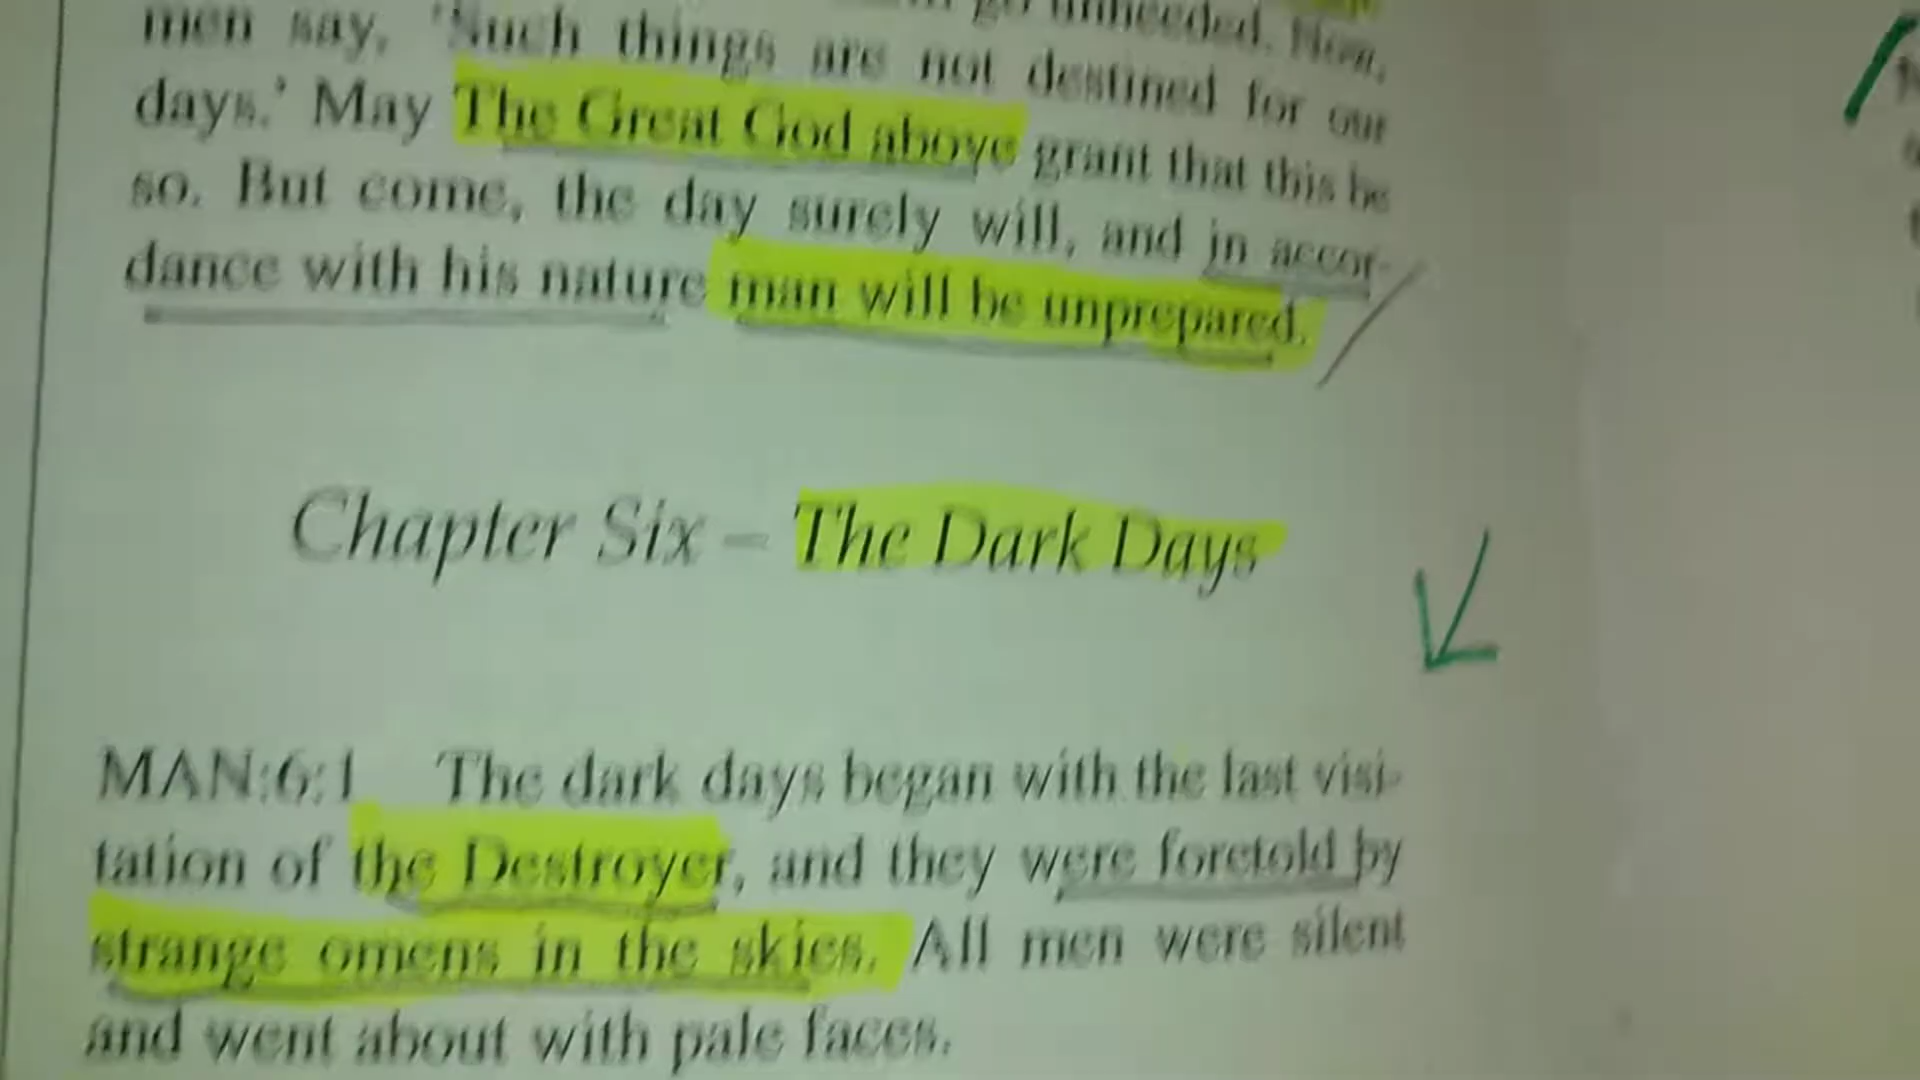 go unheeded. Now,
men say, 'Such things are not destined for our
days.' May The Great God above grant that this be
so. But come, the day surely will, and in accor-
dance with his nature man will be unprepared.
Chapter Six – The Dark Days
MAN:6:1 The dark days began with the last visi-
tation of the Destroyer, and they were foretold by
strange omens in the skies. All men were silent
and went about with pale faces.